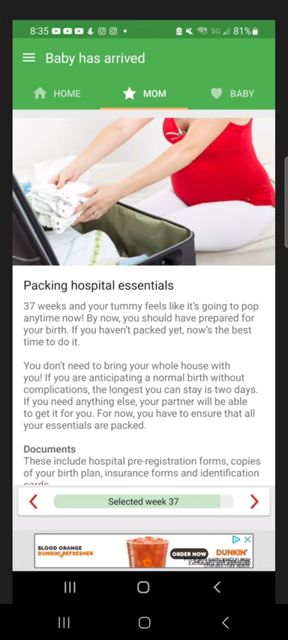 8:35
5G 81%
Baby has arrived
HOME
MOM
BABY
Packing hospital essentials
37 weeks and your tummy feels like it's going to pop
anytime now! By now, you should have prepared for
your birth. If you haven't packed yet, now's the best
time to do it.
You don't need to bring your whole house with
you! If you are anticipating a normal birth without
complications, the longest you can stay is two days.
If you need anything else, your partner will be able
to get it for you. For now, you have to ensure that all
your essentials are packed.
Documents
These include hospital pre-registration forms, copies
of your birth plan, insurance forms and identification
cards
Selected week 37
BLOOD ORANGE
DUNKIN' REFRESHER
ORDER NOW
DUNKIN'